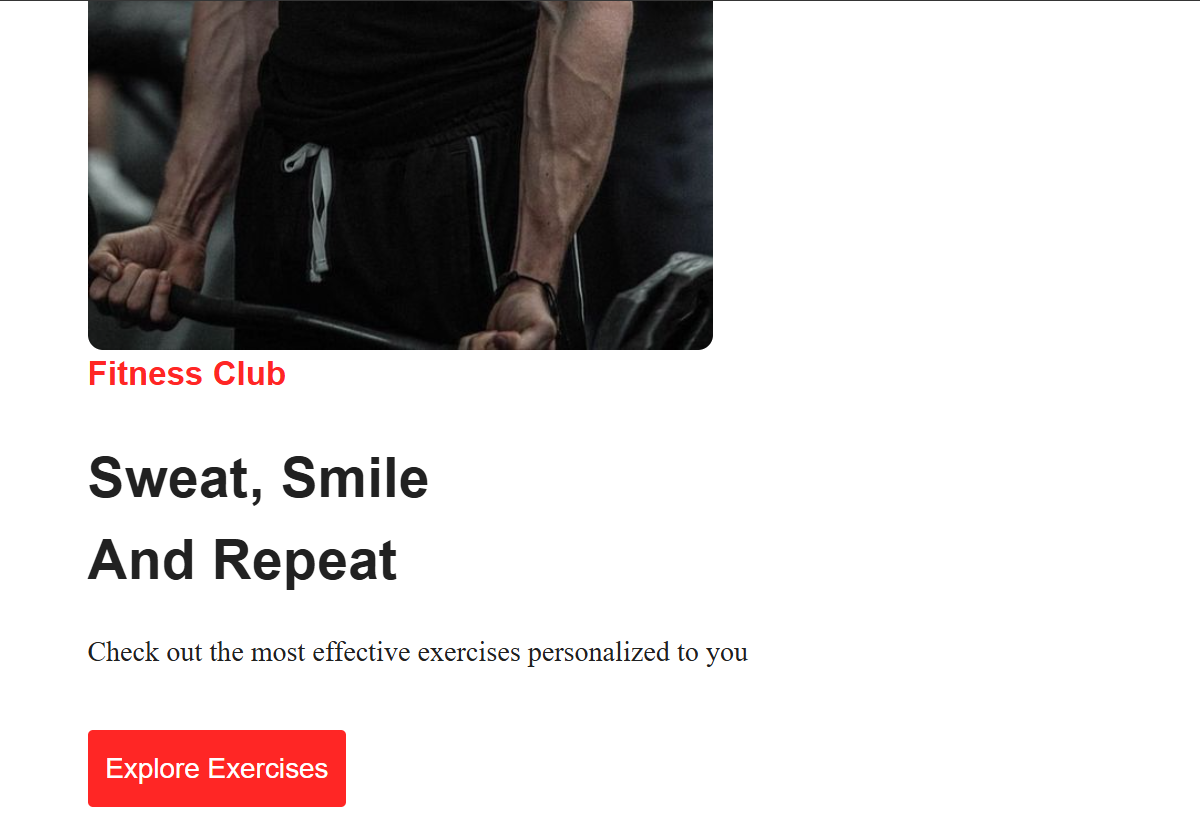 Fitness Club
Sweat, Smile
And Repeat
Check out the most effective exercises personalized to you
Explore Exercises